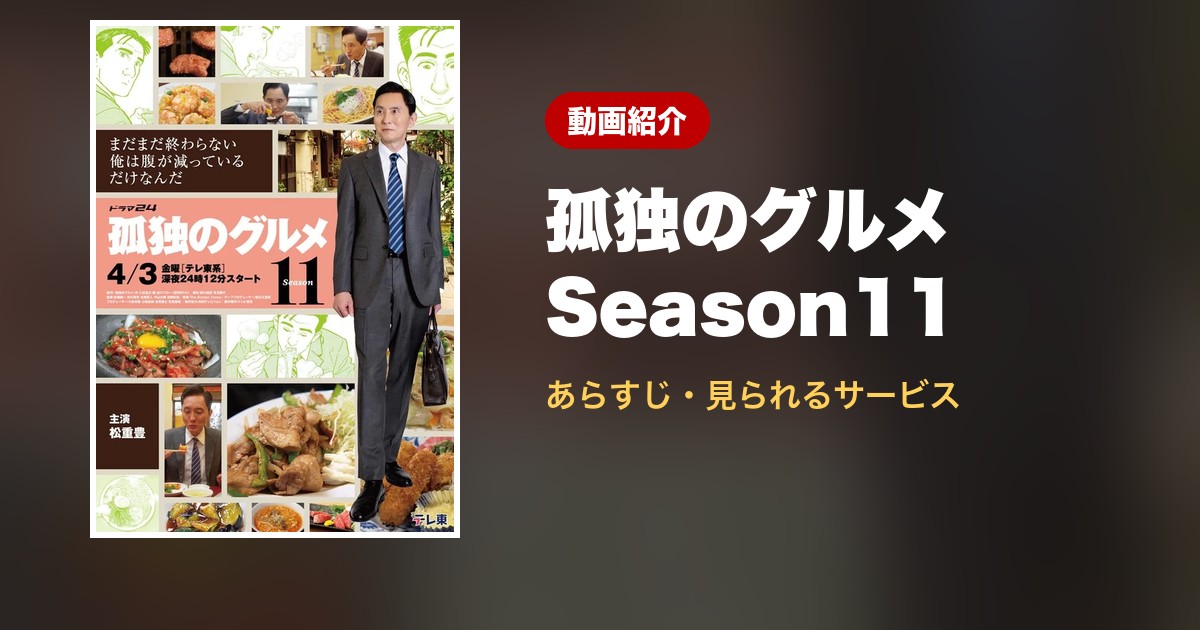 まだまだ終わらない
俺は腹が減っている
だけなんだ
ドラマ24
孤独のグルメ
4/3 金曜[テレ東系]
深夜24時12分スタート
Season
11
主演
松重豊
テレ東
動画紹介
孤独のグルメ
Season11
あらすじ・見られるサービス